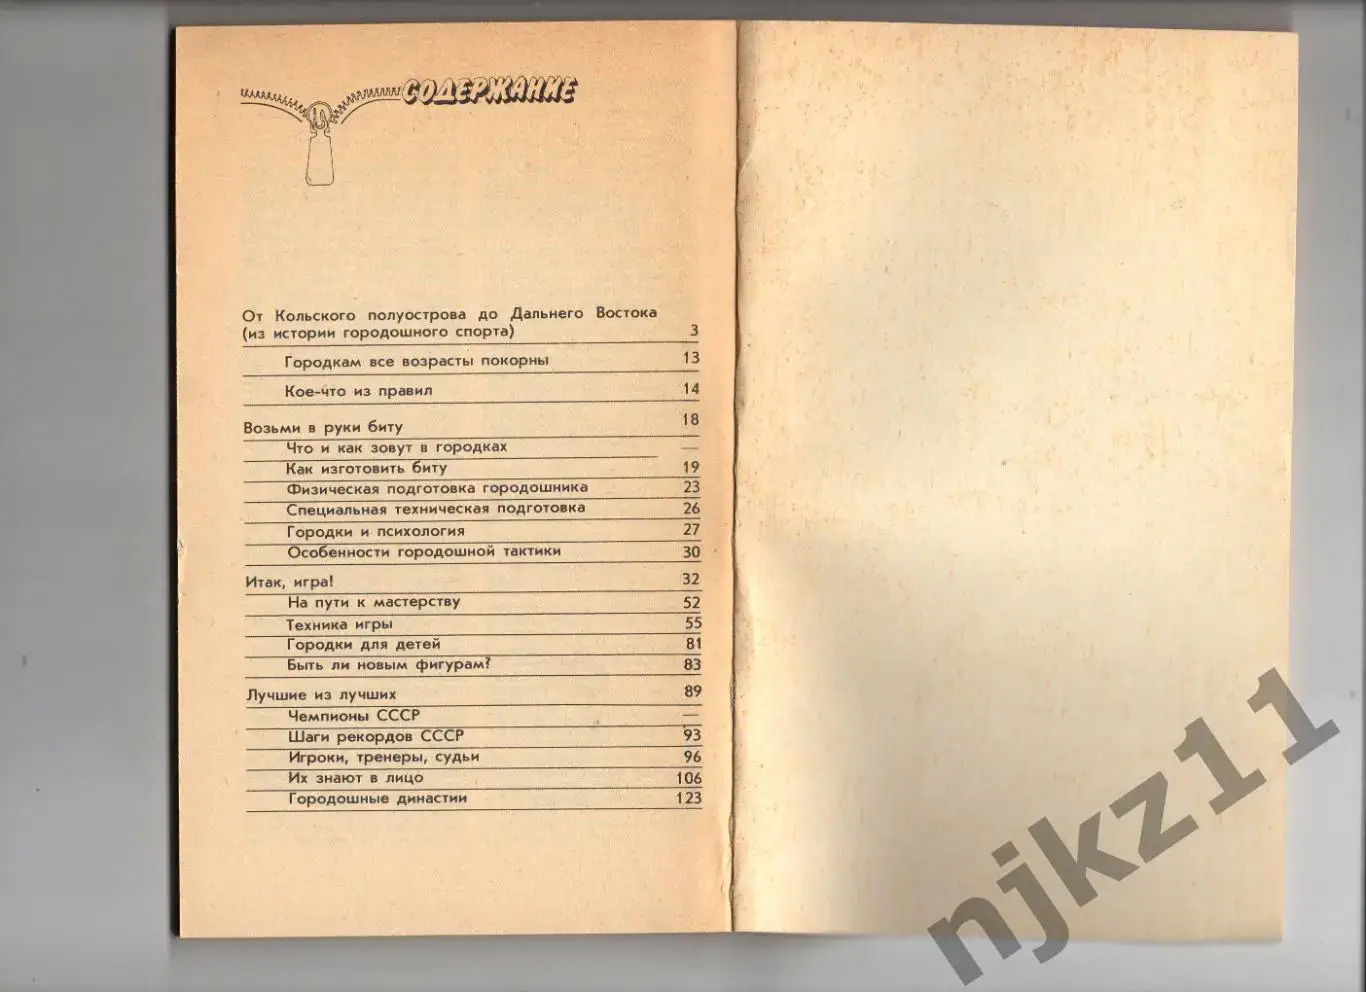 СОДЕРЖАНИЕ
От Кольского полуострова до Дальнего Востока
(из истории городошного спорта) 3
Городкам все возрасты покорны 13
Кое-что из правил 14
Возьми в руки биту 18
Что и как зовут в городках —
Как изготовить биту 19
Физическая подготовка городошника 23
Специальная техническая подготовка 26
Городки и психология 27
Особенности городошной тактики 30
Итак, игра! 32
На пути к мастерству 52
Техника игры 55
Городки для детей 81
Быть ли новым фигурам? 83
Лучшие из лучших 89
Чемпионы СССР —
Шаги рекордов СССР 93
Игроки, тренеры, судьи 96
Их знают в лицо 106
Городошные династии 123
njkz11